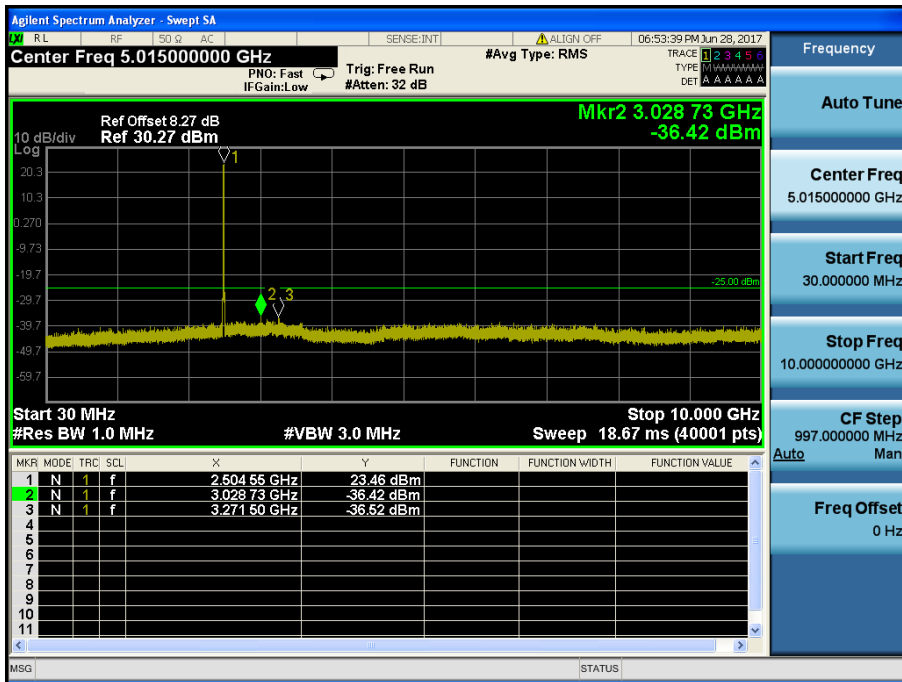 Agilent Spectrum Analyzer - Swept SA
LXI RL RF 50 Ω AC SENSE:INT ALIGN OFF 06:53:39 PM Jun 28, 2017
Center Freq 5.015000000 GHz #Avg Type: RMS TRACE 1 2 3 4 5 6
PNO: Fast Trig: Free Run TYPE M W W W W W
IFGain:Low #Atten: 32 dB DET A A A A A A
Mkr2 3.028 73 GHz
-36.42 dBm
Ref Offset 8.27 dB
10 dB/div Ref 30.27 dBm
Log
1
20.3
10.3
0.270
-9.73
-19.7
-25.00 dBm
-29.7
2 3
-39.7
-49.7
-59.7
Start 30 MHz Stop 10.000 GHz
#Res BW 1.0 MHz #VBW 3.0 MHz Sweep 18.67 ms (40001 pts)
MKR MODE TRC SCL X Y FUNCTION FUNCTION WIDTH FUNCTION VALUE
1 N 1 f 2.504 55 GHz 23.46 dBm
2 N 1 f 3.028 73 GHz -36.42 dBm
3 N 1 f 3.271 50 GHz -36.52 dBm
4
5
6
7
8
9
10
11
MSG STATUS
Frequency
Auto Tune
Center Freq
5.015000000 GHz
Start Freq
30.000000 MHz
Stop Freq
10.000000000 GHz
CF Step
997.000000 MHz
Auto Man
Freq Offset
0 Hz